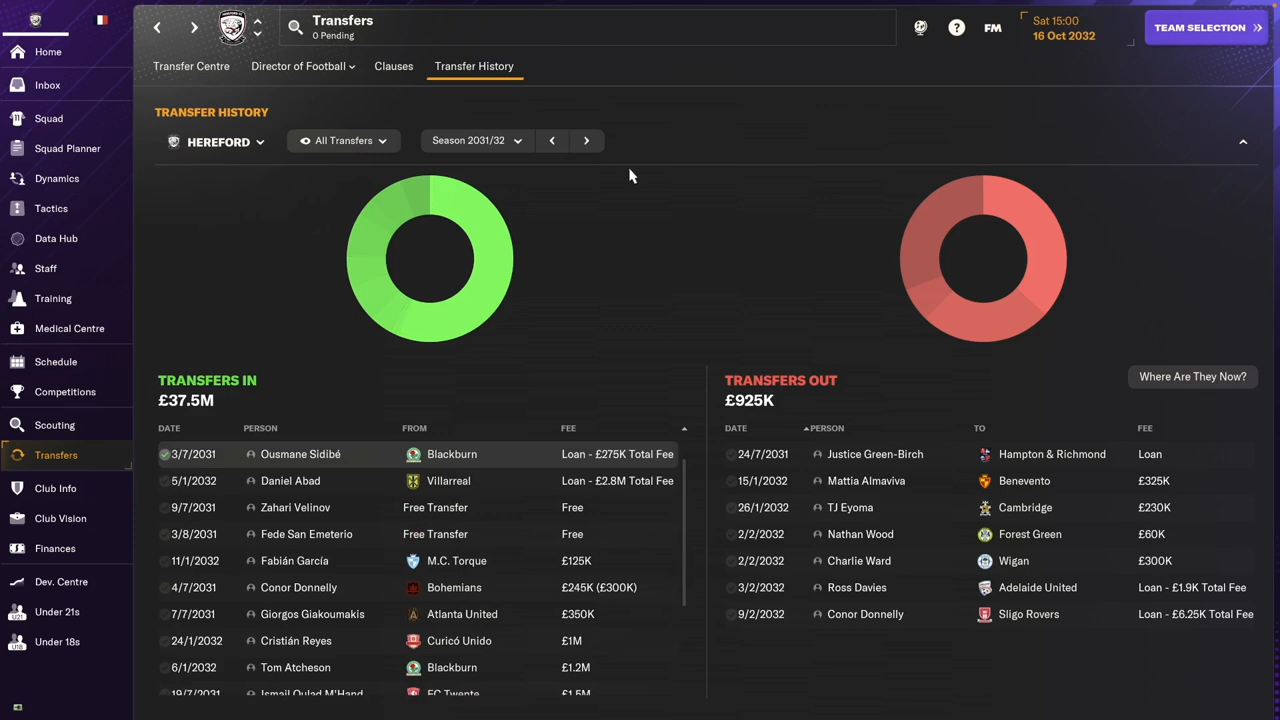 Transfers
0 Pending
FM
Sat 15:00
16 Oct 2032
TEAM SELECTION
Home
Inbox
Squad
Squad Planner
Dynamics
Tactics
Data Hub
Staff
Training
Medical Centre
Schedule
Competitions
Scouting
Transfers
Club Info
Club Vision
Finances
Dev. Centre
Under 21s
Under 18s
Transfer Centre Director of Football Clauses Transfer History
TRANSFER HISTORY
HEREFORD All Transfers Season 2031/32
TRANSFERS IN
£37.5M
DATE PERSON FROM FEE
3/7/2031 Ousmane Sidibé Blackburn Loan - £275K Total Fee
5/1/2032 Daniel Abad Villarreal Loan - £2.8M Total Fee
9/7/2031 Zahari Velinov Free Transfer Free
3/8/2031 Fede San Emeterio Free Transfer Free
11/1/2032 Fabián García M.C. Torque £125K
4/7/2031 Conor Donnelly Bohemians £245K (£300K)
7/7/2031 Giorgos Giakoumakis Atlanta United £350K
24/1/2032 Cristián Reyes Curicó Unido £1M
6/1/2032 Tom Atcheson Blackburn £1.2M
19/7/2031 Ismail Oulad M'Hand FC Twente £1.5M
TRANSFERS OUT
£925K
Where Are They Now?
DATE PERSON TO FEE
24/7/2031 Justice Green-Birch Hampton & Richmond Loan
15/1/2032 Mattia Almaviva Benevento £325K
26/1/2032 TJ Eyoma Cambridge £230K
2/2/2032 Nathan Wood Forest Green £60K
2/2/2032 Charlie Ward Wigan £300K
3/2/2032 Ross Davies Adelaide United Loan - £1.9K Total Fee
9/2/2032 Conor Donnelly Sligo Rovers Loan - £6.25K Total Fee